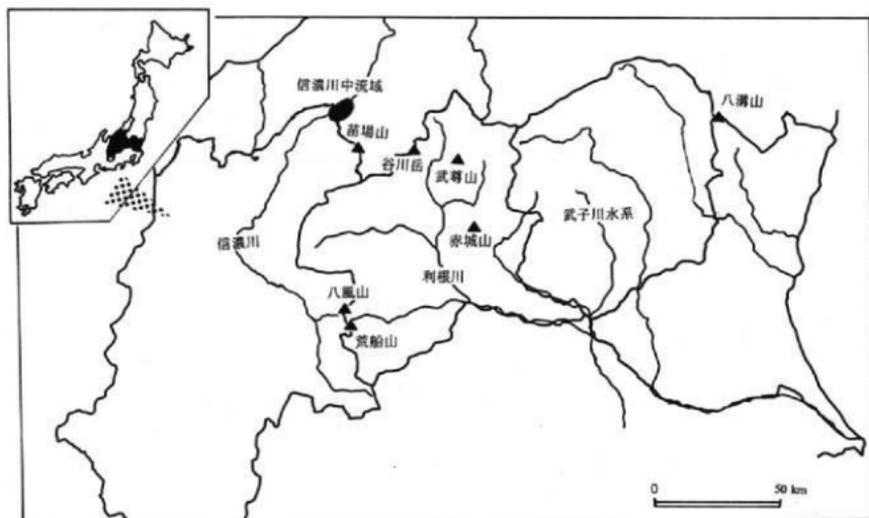 信濃川中流域
八溝山
苗場山
谷川岳
武尊山
武子川水系
信濃川
赤城山
利根川
八風山
荒船山
0
50 km